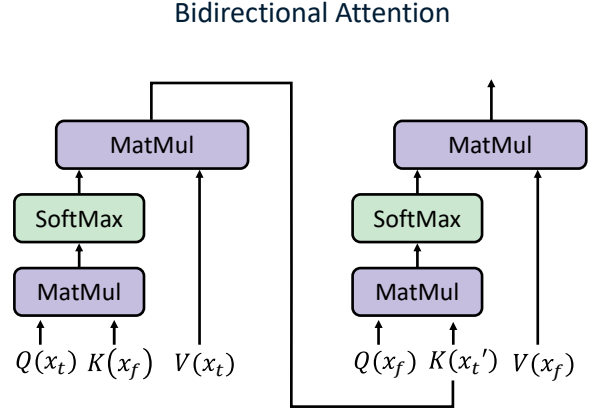 Bidirectional Attention
MatMul
SoftMax
MatMul
Q(x_t) K(x_f) V(x_t)
MatMul
SoftMax
MatMul
Q(x_f) K(x_t′) V(x_f)